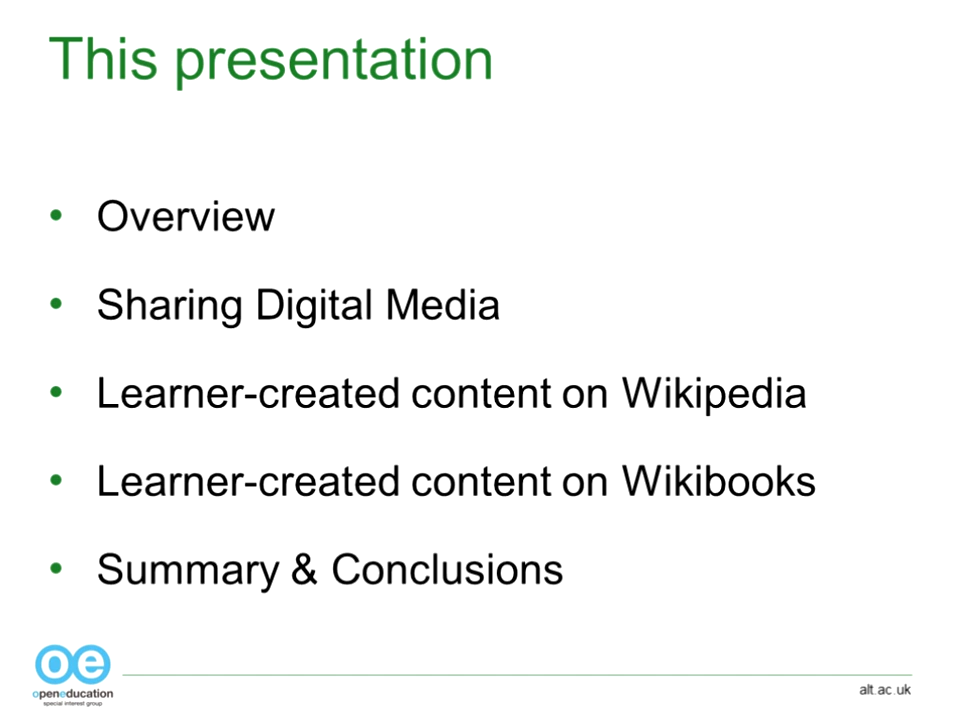 This presentation
• Overview
• Sharing Digital Media
• Learner-created content on Wikipedia
• Learner-created content on Wikibooks
• Summary & Conclusions
oe
openeducation
special interest group
alt.ac.uk